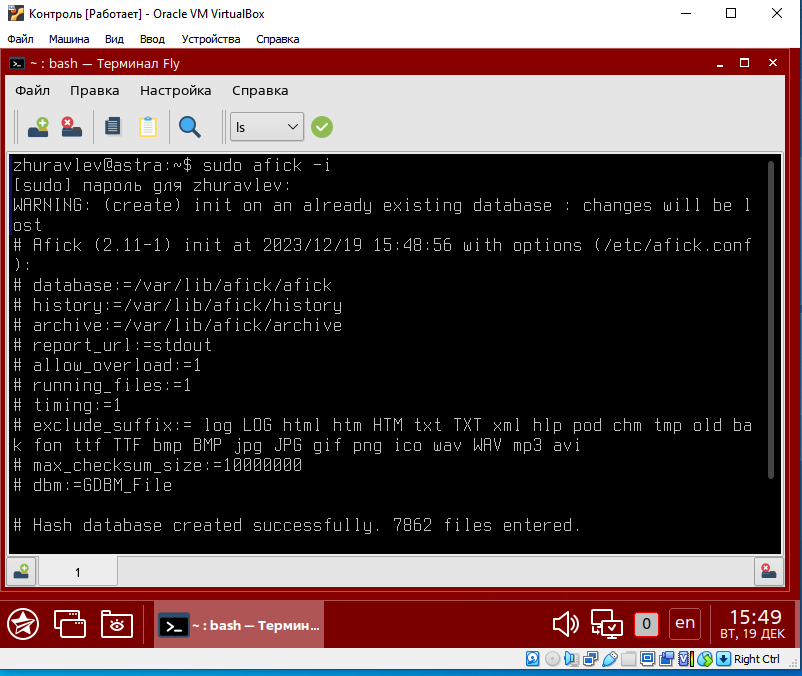 Контроль [Работает] - Oracle VM VirtualBox
Файл Машина Вид Ввод Устройства Справка
~ : bash — Терминал Fly
Файл Правка Настройка Справка
ls
zhuravlev@astra:~$ sudo afick -i
[sudo] пароль для zhuravlev:
WARNING: (create) init on an already existing database : changes will be l
ost
# Afick (2.11-1) init at 2023/12/19 15:48:56 with options (/etc/afick.conf
):
# database:=/var/lib/afick/afick
# history:=/var/lib/afick/history
# archive:=/var/lib/afick/archive
# report_url:=stdout
# allow_overload:=1
# running_files:=1
# timing:=1
# exclude_suffix:= log LOG html htm HTM txt TXT xml hlp pod chm tmp old ba
k fon ttf TTF bmp BMP jpg JPG gif png ico wav WAV mp3 avi
# max_checksum_size:=10000000
# dbm:=GDBM_File
# Hash database created successfully. 7862 files entered.
1
~ : bash — Термин...
0
en
15:49
ВТ, 19 ДЕК
Right Ctrl